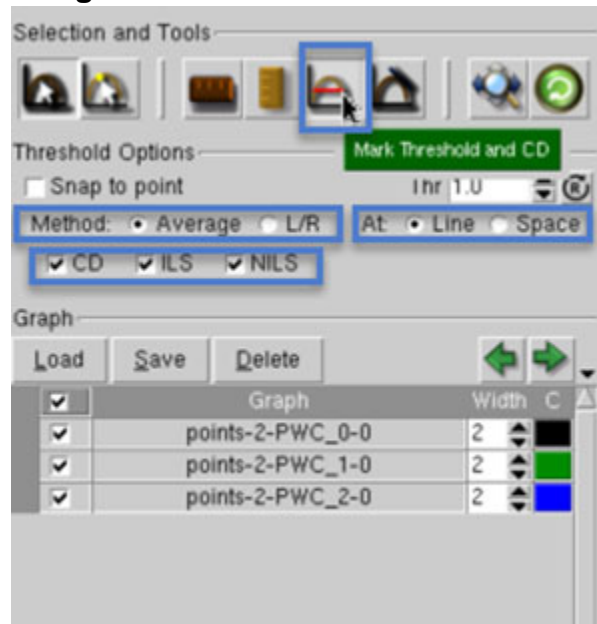 Selection and Tools
Mark Threshold and CD
Threshold Options
Snap to point Thr 1.0
Method: Average L/R At: Line Space
CD ILS NILS
Graph
Load Save Delete
Graph Width C
points-2-PWC_0-0 2
points-2-PWC_1-0 2
points-2-PWC_2-0 2